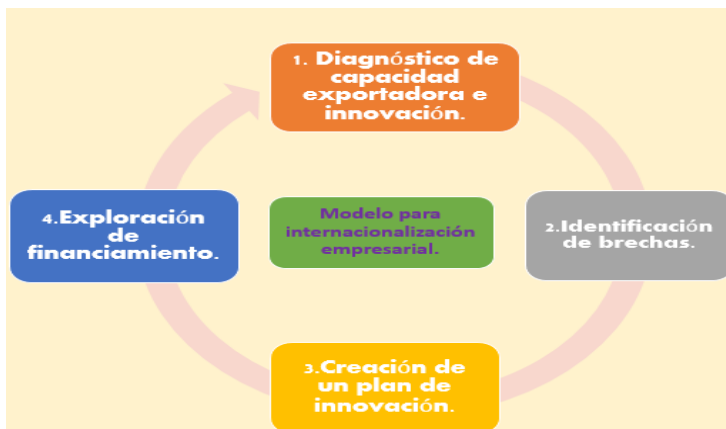 1. Diagnóstico de
capacidad
exportadora e
innovación.
4.Exploración
de
financiamiento.
Modelo para
internacionalización
empresarial.
2.Identificación
de brechas.
3.Creación de
un plan de
innovación.